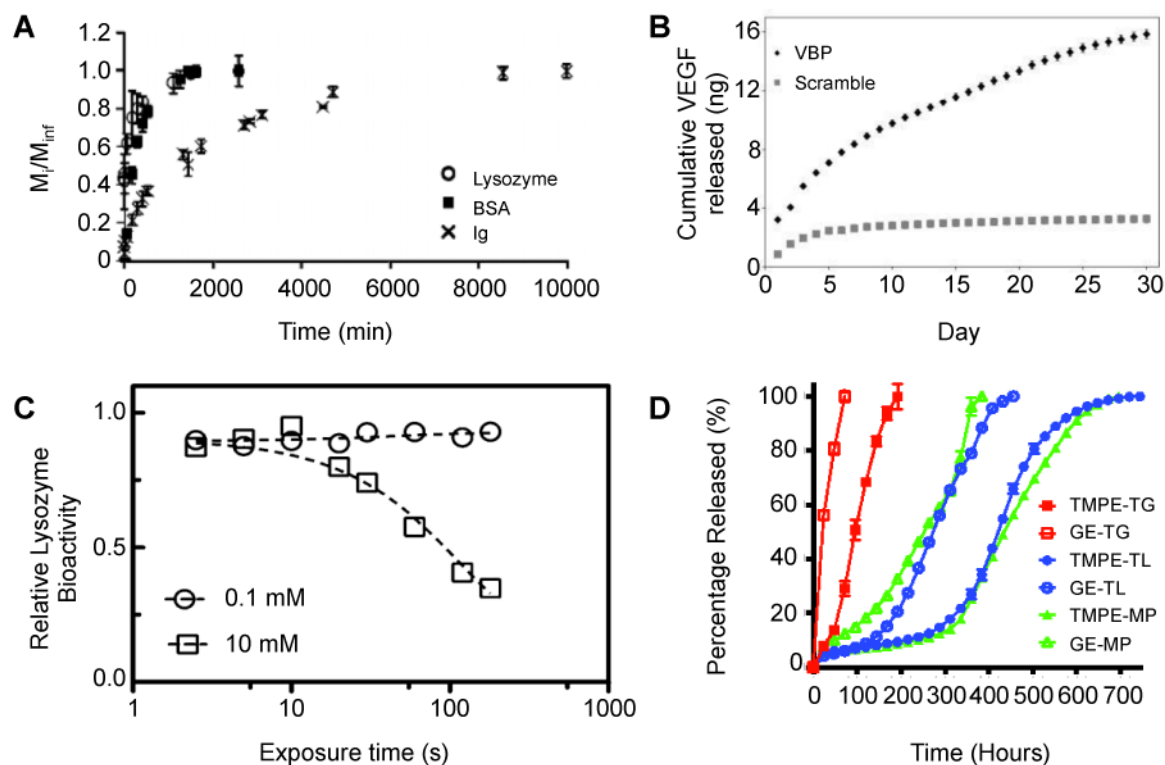 A
1.2
1.0
0.8
0.6
0.4
0.2
0
Mᵢ/M_inf
Lysozyme
BSA
Ig
0 2000 4000 6000 8000 10000
Time (min)
B
16
12
8
4
0
Cumulative VEGF
released (ng)
VBP
Scramble
0 5 10 15 20 25 30
Day
C
1.0
0.5
0.0
Relative Lysozyme
Bioactivity
0.1 mM
10 mM
1 10 100 1000
Exposure time (s)
D
100
80
60
40
20
0
Percentage Released (%)
TMPE-TG
GE-TG
TMPE-TL
GE-TL
TMPE-MP
GE-MP
0 100 200 300 400 500 600 700
Time (Hours)